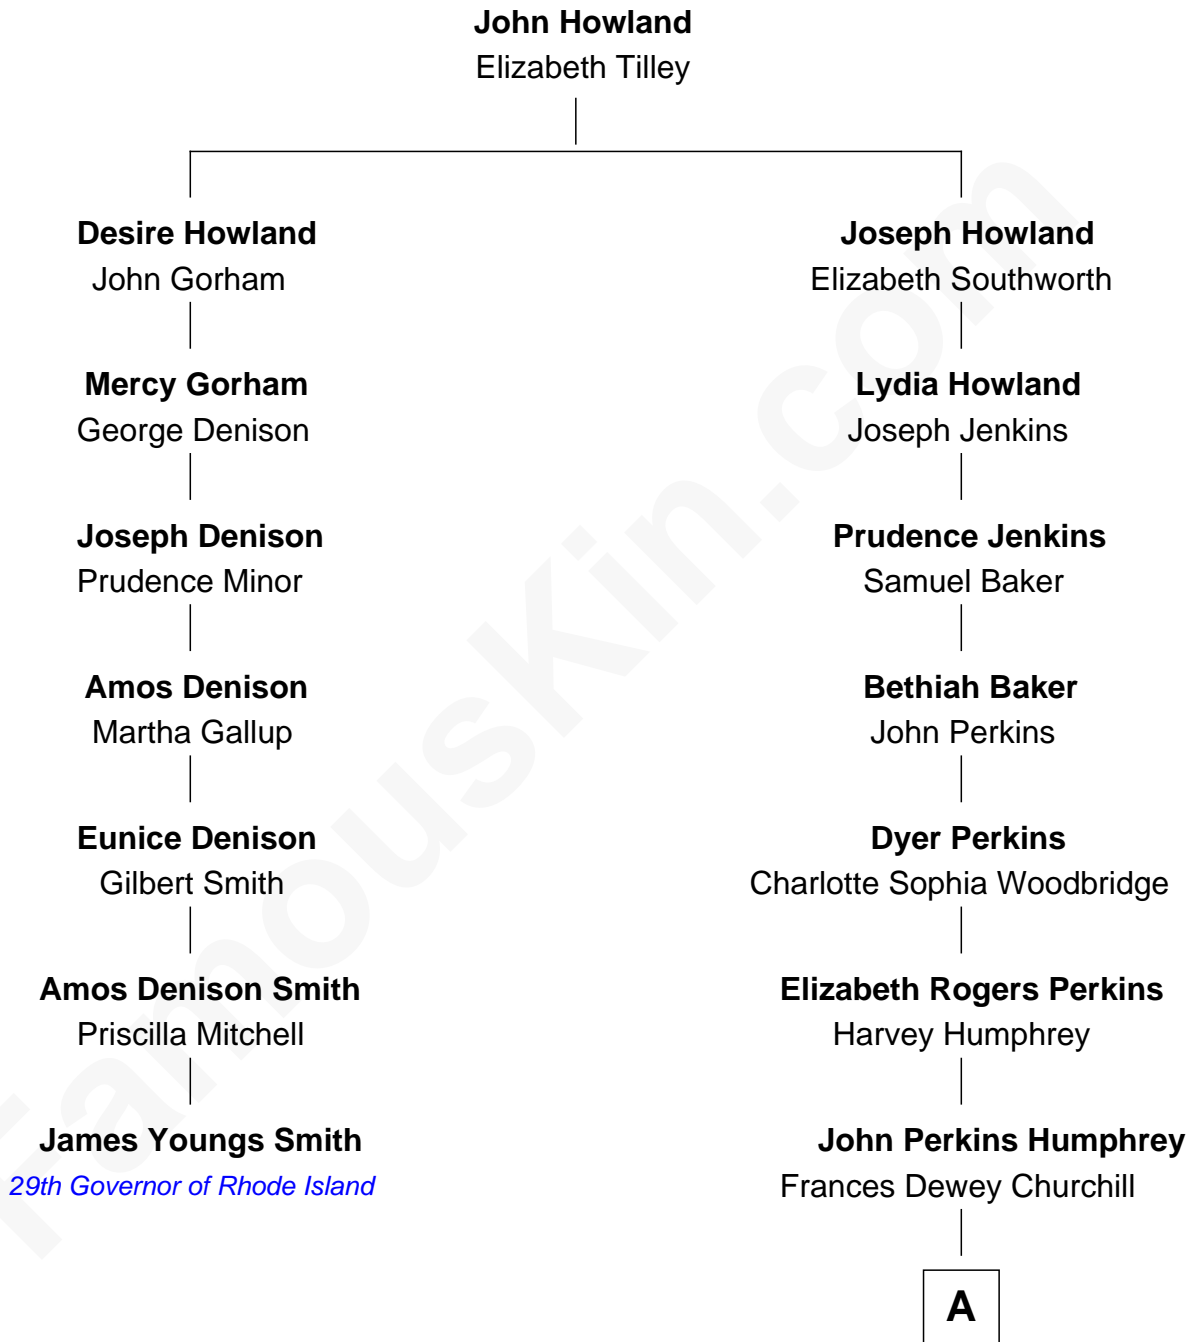 John Howland
Elizabeth Tilley
Desire Howland
John Gorham
Joseph Howland
Elizabeth Southworth
Mercy Gorham
George Denison
Lydia Howland
Joseph Jenkins
Joseph Denison
Prudence Minor
Prudence Jenkins
Samuel Baker
Amos Denison
Martha Gallup
Bethiah Baker
John Perkins
Eunice Denison
Gilbert Smith
Dyer Perkins
Charlotte Sophia Woodbridge
Amos Denison Smith
Priscilla Mitchell
Elizabeth Rogers Perkins
Harvey Humphrey
James Youngs Smith
29th Governor of Rhode Island
John Perkins Humphrey
Frances Dewey Churchill
A
FamousKin.com